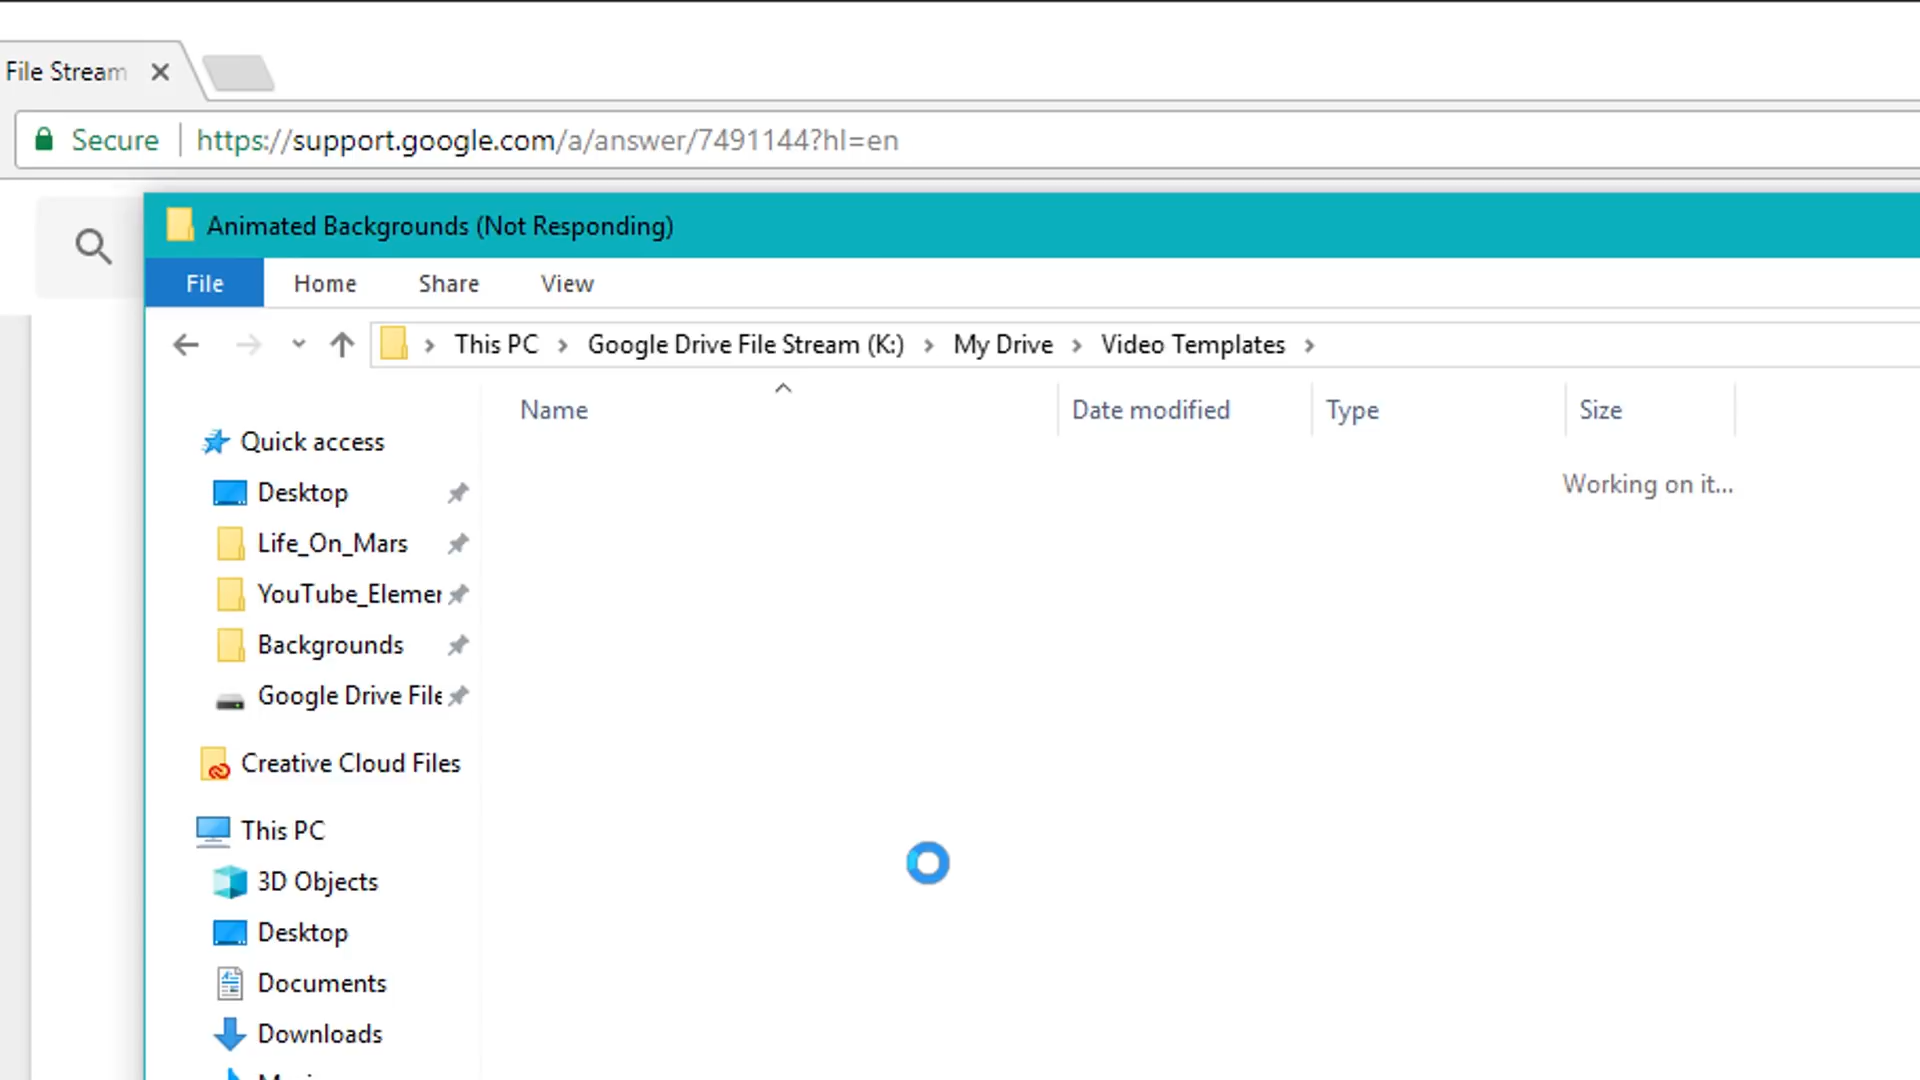 File Stream
Secure https://support.google.com/a/answer/7491144?hl=en
Animated Backgrounds (Not Responding)
File Home Share View
This PC Google Drive File Stream (K:) My Drive Video Templates
Name Date modified Type Size
Working on it...
Quick access
Desktop
Life_On_Mars
YouTube_Elemen
Backgrounds
Google Drive File
Creative Cloud Files
This PC
3D Objects
Desktop
Documents
Downloads